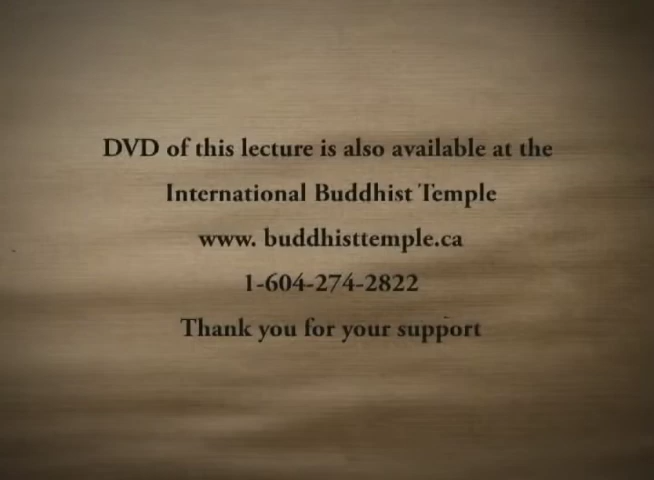 DVD of this lecture is also available at the
International Buddhist Temple
www. buddhisttemple.ca
1-604-274-2822
Thank you for your support